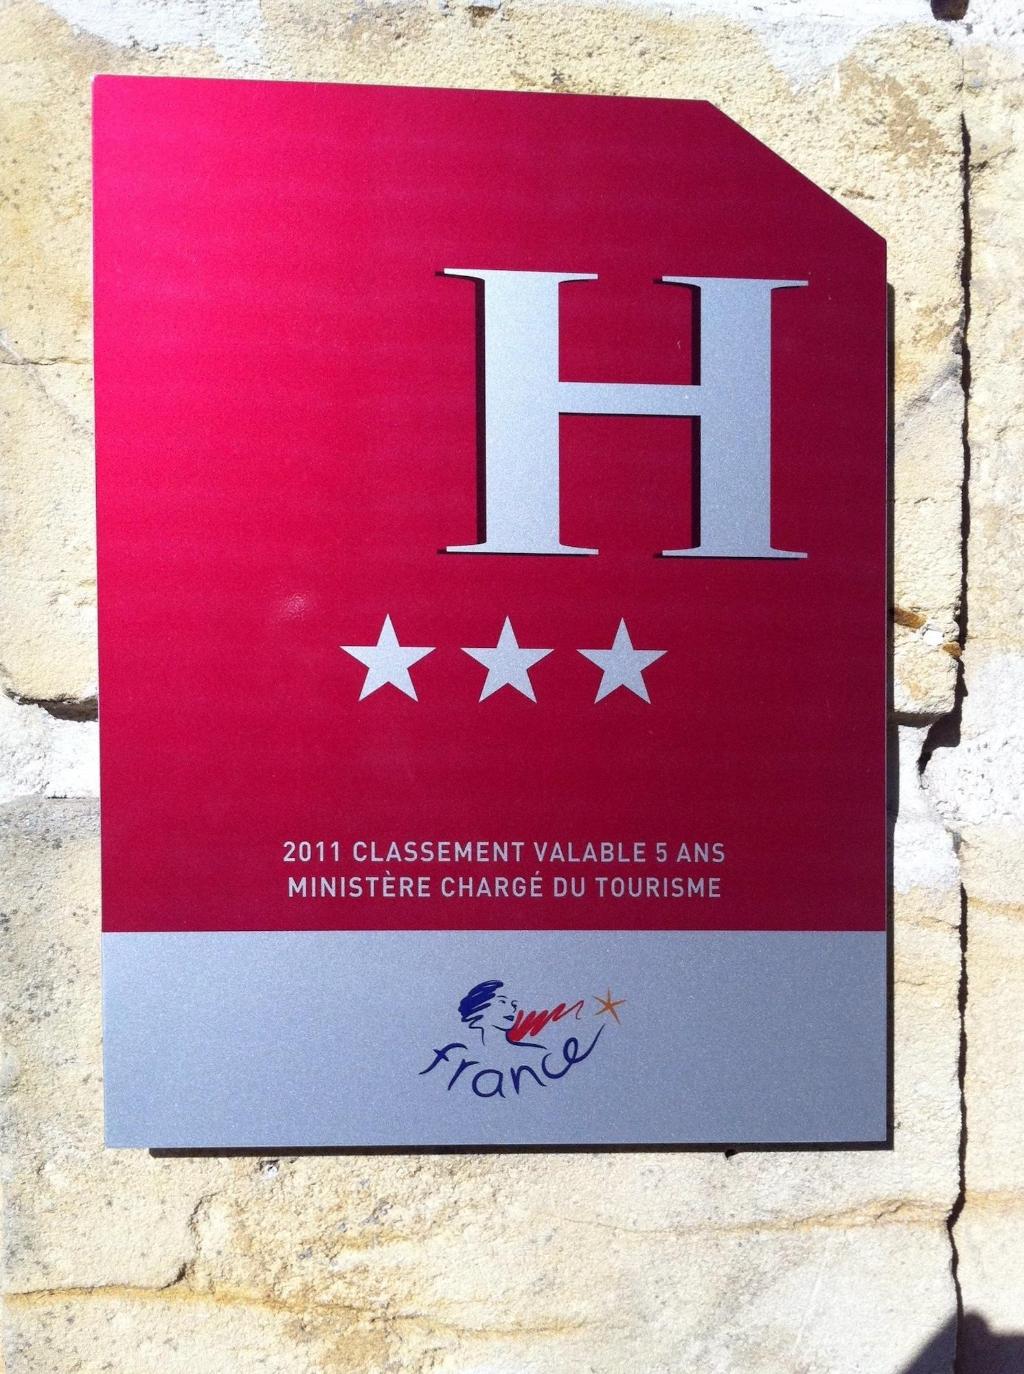 H
2011 CLASSEMENT VALABLE 5 ANS
MINISTÈRE CHARGÉ DU TOURISME
france